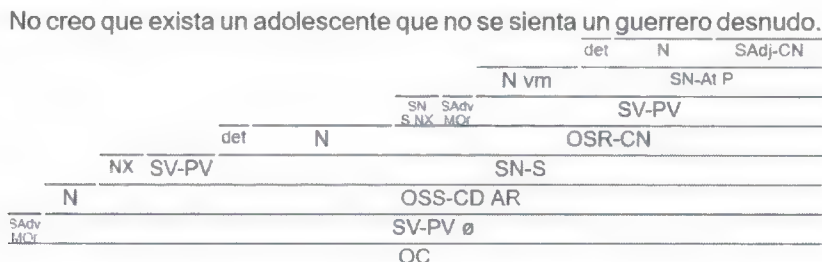 No creo que exista un adolescente que no se sienta un guerrero desnudo.
det N SAdj-CN
N vm SN-At P
SN S NX SAdv MOr SV-PV
det N OSR-CN
NX SV-PV SN-S
N OSS-CD AR
SAdv MOr SV-PV ø
OC